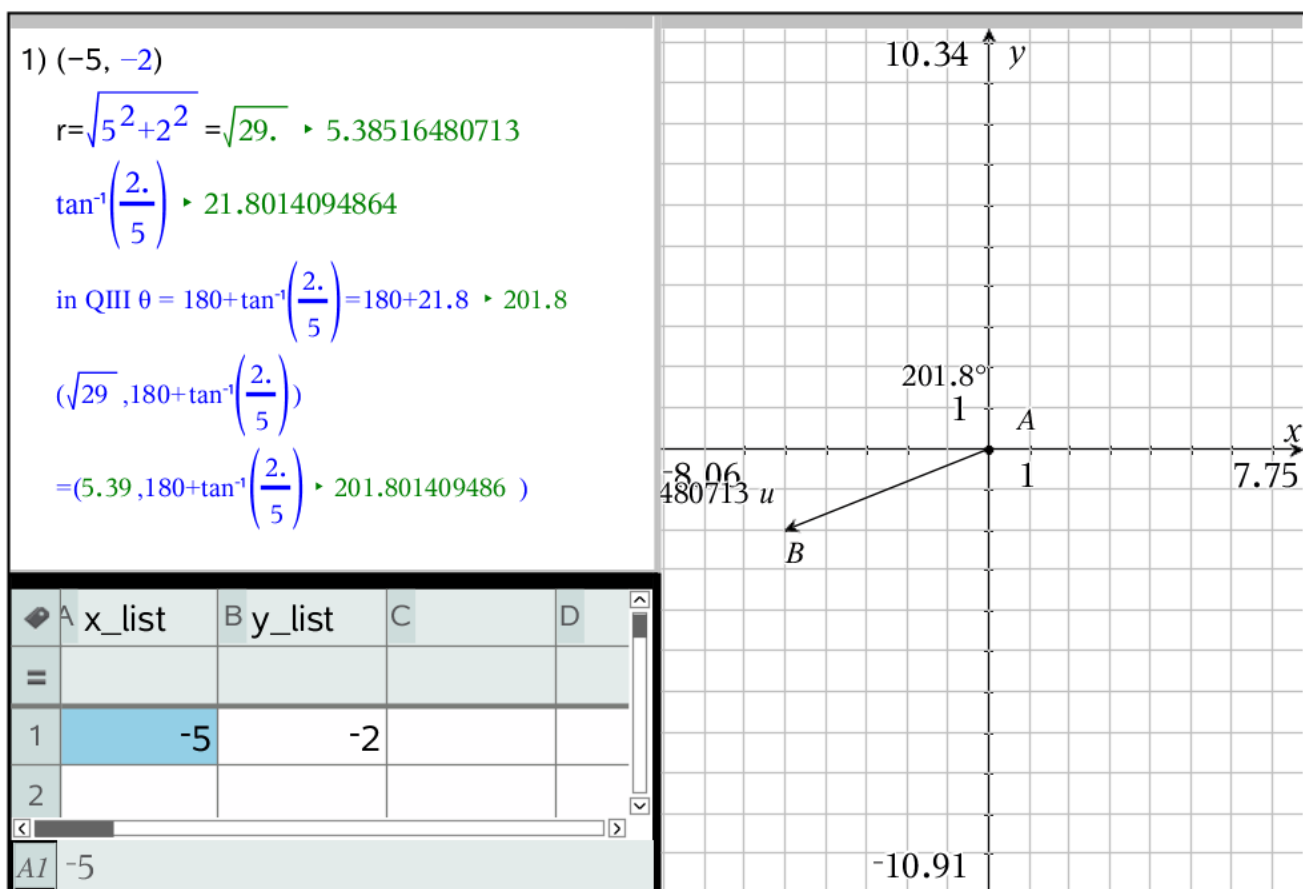 1) (−5, −2)
r=√5²+2² =√29. ▸ 5.38516480713
tan⁻¹(2./5) ▸ 21.8014094864
in QIII θ = 180+tan⁻¹(2./5)=180+21.8 ▸ 201.8
(√29 ,180+tan⁻¹(2./5))
=(5.39 ,180+tan⁻¹(2./5) ▸ 201.801409486 )
A x_list B y_list C D
=
1 -5 -2
2
A1 -5
10.34 y
201.8°
1
A
x
-8.06 1 7.75
480713 u
B
-10.91